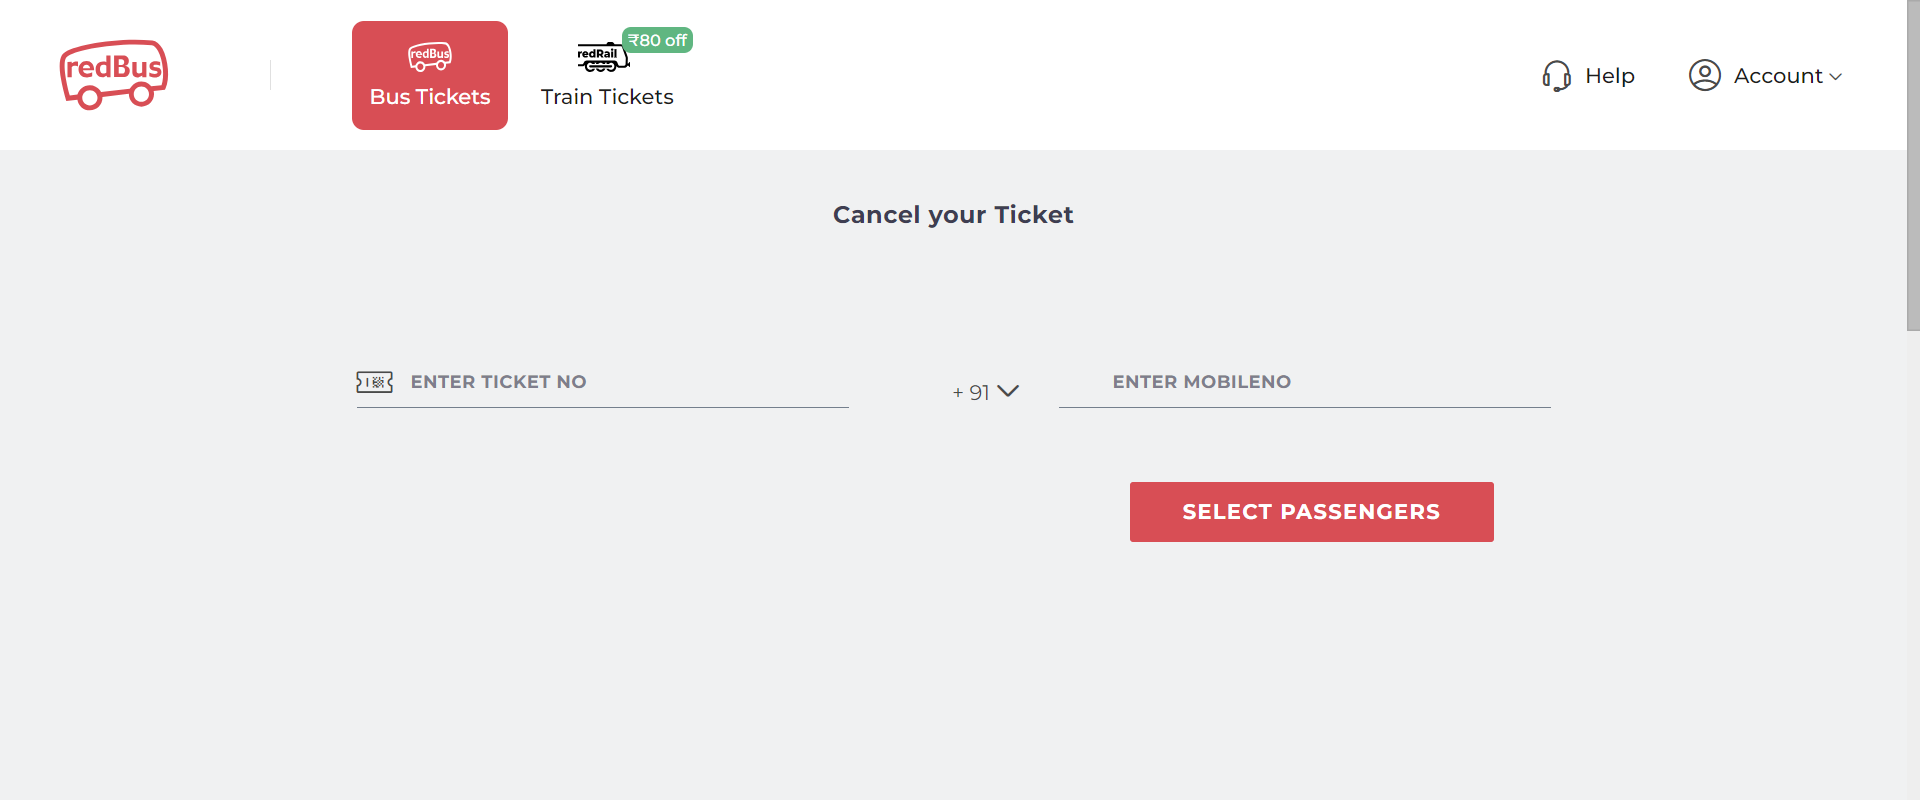 redBus
redBus
Bus Tickets
redRail
₹80 off
Train Tickets
Help
Account
Cancel your Ticket
ENTER TICKET NO
+ 91
ENTER MOBILENO
SELECT PASSENGERS